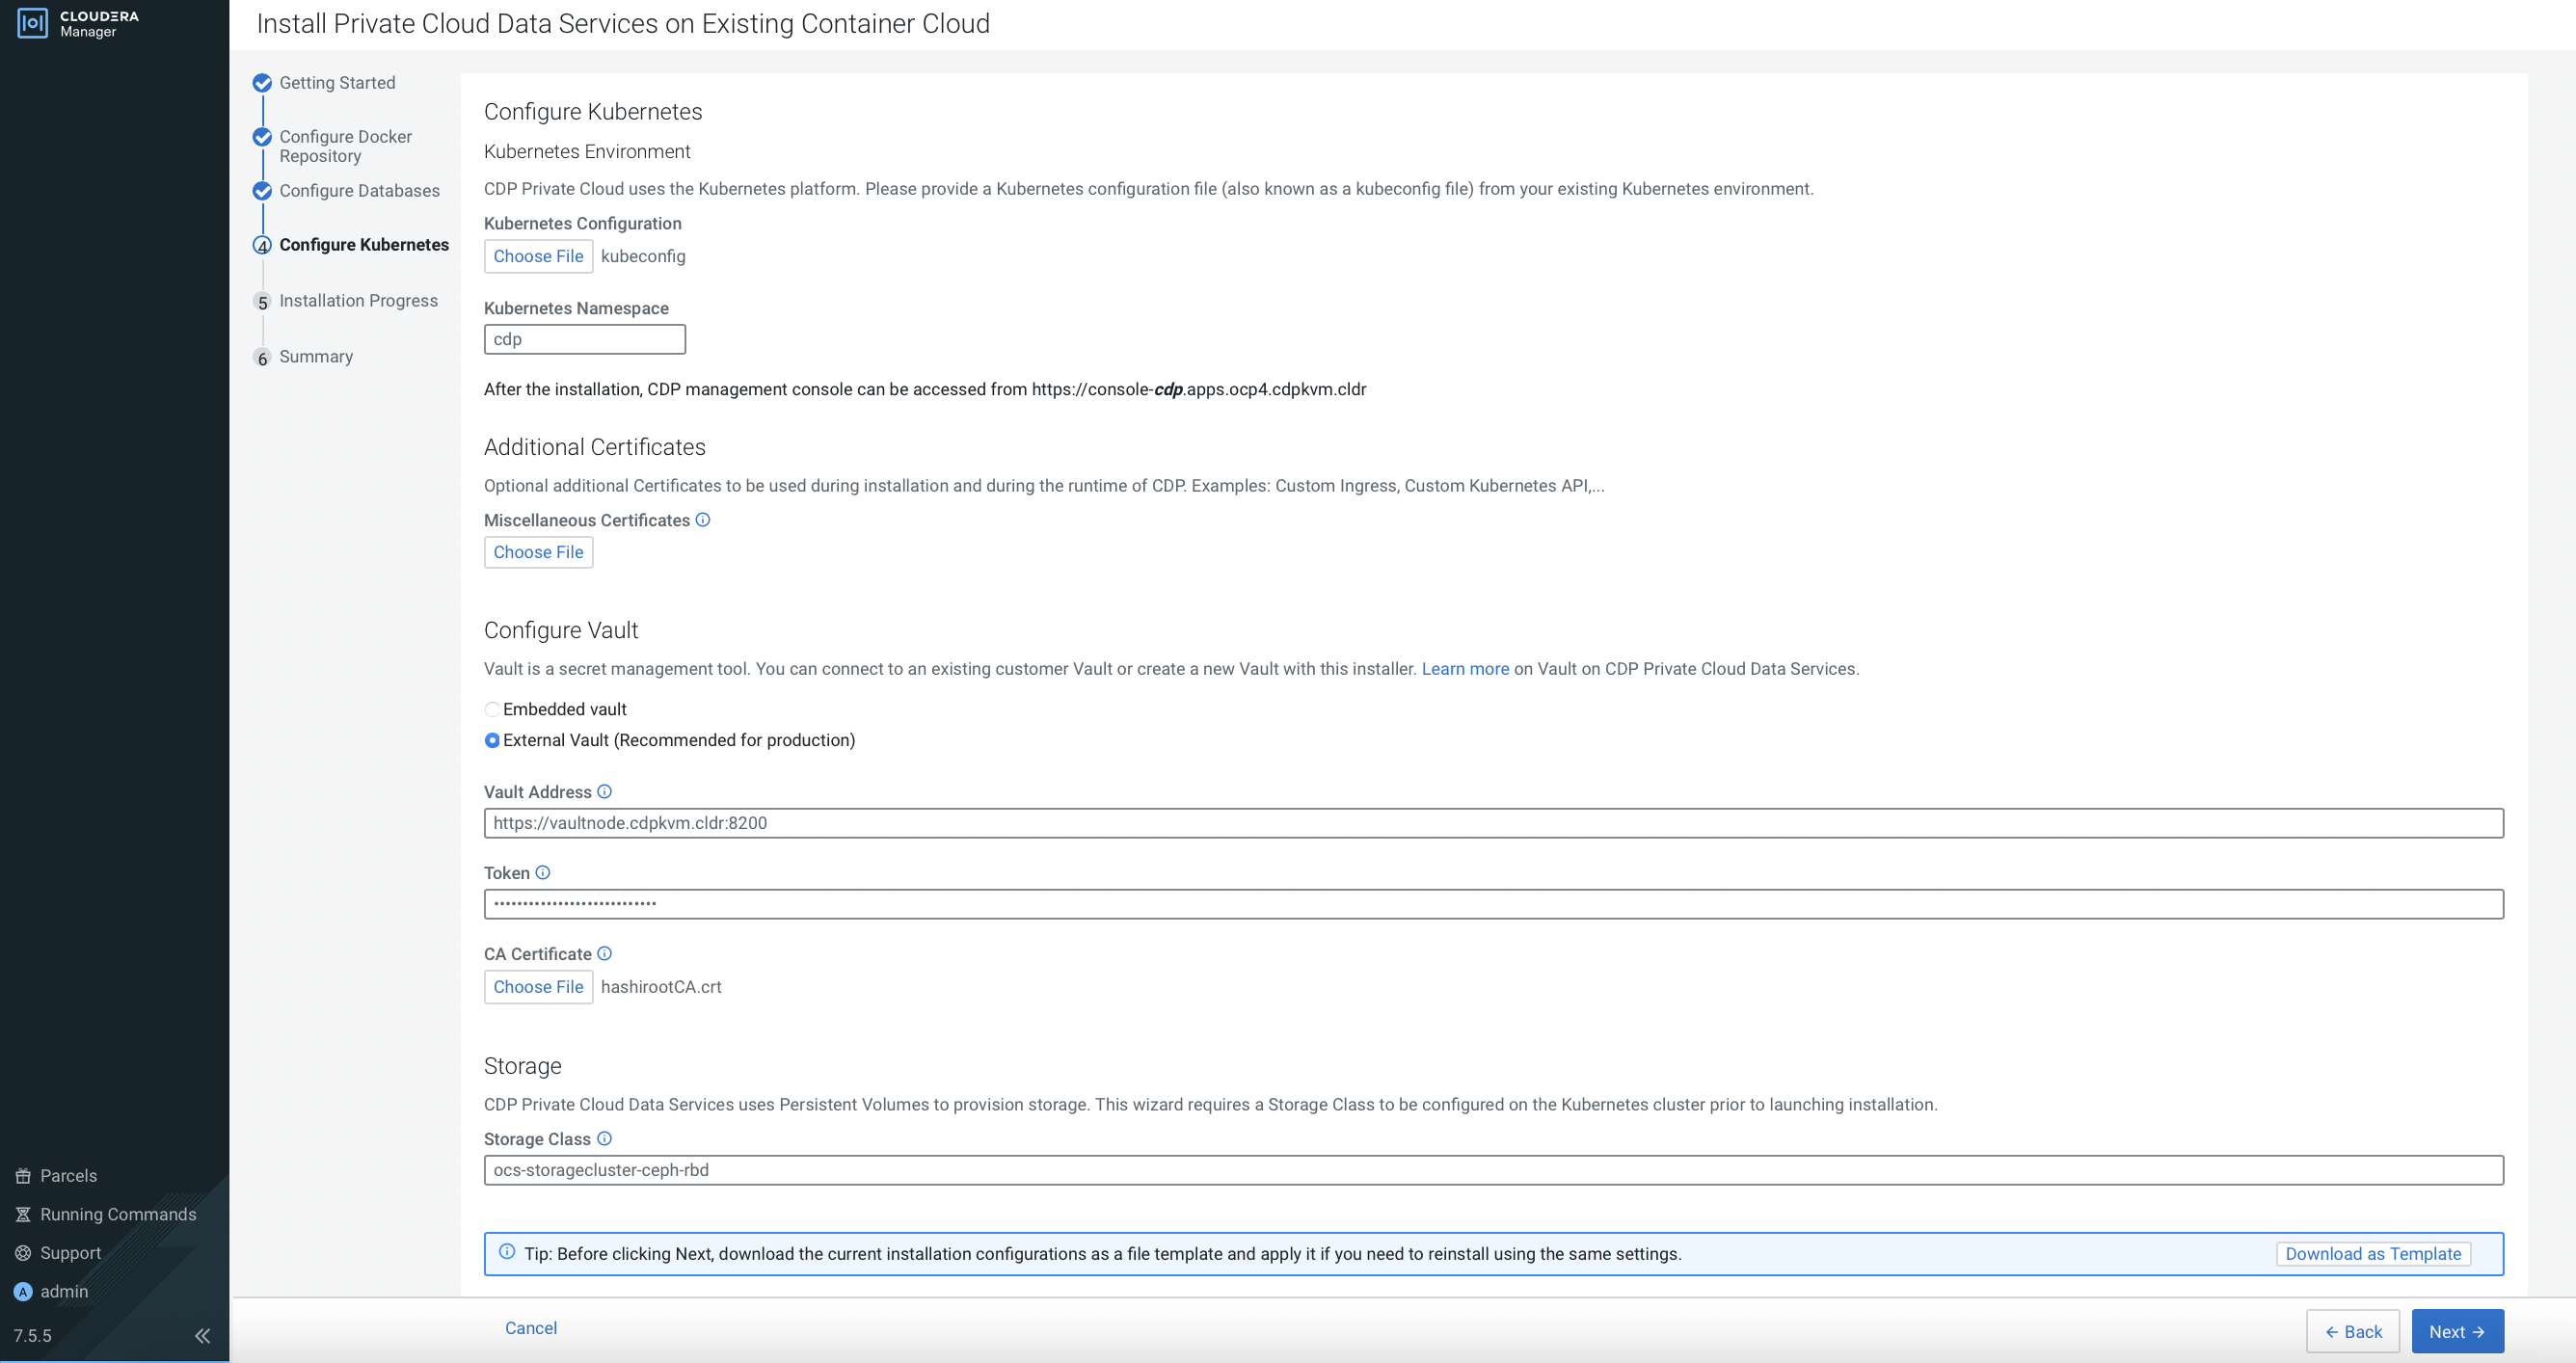 CLOUDERA
Manager
Install Private Cloud Data Services on Existing Container Cloud
Getting Started
Configure Docker
Repository
Configure Databases
4 Configure Kubernetes
5 Installation Progress
6 Summary
Configure Kubernetes
Kubernetes Environment
CDP Private Cloud uses the Kubernetes platform. Please provide a Kubernetes configuration file (also known as a kubeconfig file) from your existing Kubernetes environment.
Kubernetes Configuration
Choose File kubeconfig
Kubernetes Namespace
cdp
After the installation, CDP management console can be accessed from https://console-cdp.apps.ocp4.cdpkvm.cldr
Additional Certificates
Optional additional Certificates to be used during installation and during the runtime of CDP. Examples: Custom Ingress, Custom Kubernetes API,...
Miscellaneous Certificates
Choose File
Configure Vault
Vault is a secret management tool. You can connect to an existing customer Vault or create a new Vault with this installer. Learn more on Vault on CDP Private Cloud Data Services.
Embedded vault
External Vault (Recommended for production)
Vault Address
https://vaultnode.cdpkvm.cldr:8200
Token
CA Certificate
Choose File hashirootCA.crt
Storage
CDP Private Cloud Data Services uses Persistent Volumes to provision storage. This wizard requires a Storage Class to be configured on the Kubernetes cluster prior to launching installation.
Storage Class
ocs-storagecluster-ceph-rbd
Tip: Before clicking Next, download the current installation configurations as a file template and apply it if you need to reinstall using the same settings. Download as Template
Cancel
← Back
Next →
Parcels
Running Commands
Support
A admin
7.5.5